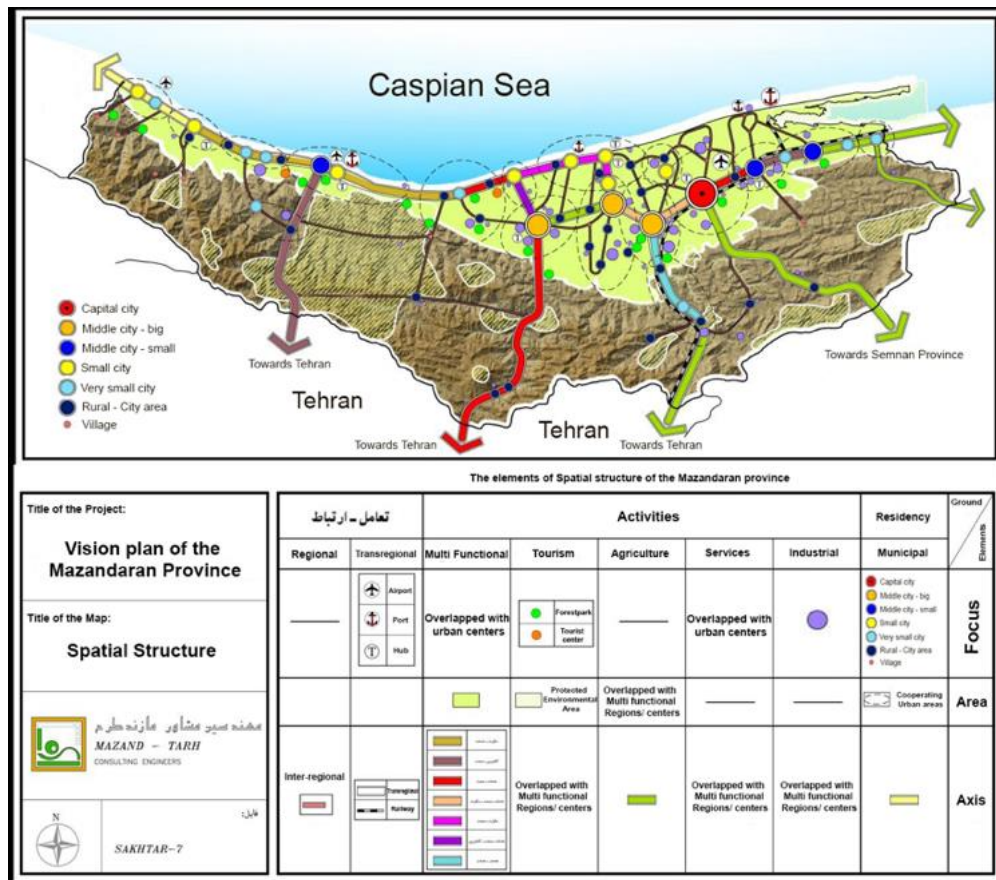 Caspian Sea
Capital city
Middle city - big
Middle city - small
Small city
Very small city
Rural - City area
Village
Towards Tehran
Tehran
Towards Tehran
Tehran
Towards Tehran
Towards Semnan Province
The elements of Spatial structure of the Mazandaran province
Title of the Project:
Vision plan of the
Mazandaran Province
Title of the Map:
Spatial Structure
مهندسین مشاور مازندطرح
MAZAND - TARH
CONSULTING ENGINEERS
N
فایل:
SAKHTAR-7
تعامل - ارتباط
Activities
Residency
Ground
Elements
Regional
Transregional
Multi Functional
Tourism
Agriculture
Services
Industrial
Municipal
Airport
Port
T
Hub
Overlapped with
urban centers
Forestpark
Tourist
center
Overlapped with
urban centers
Capital city
Middle city - big
Middle city - small
Small city
Very small city
Rural - City area
Village
Focus
Protected
Environmental
Area
Overlapped with
Multi functional
Regions/ centers
Cooperating
Urban areas
Area
Inter-regional
Railway
Overlapped with
Multi functional
Regions/ centers
Overlapped with
Multi functional
Regions/ centers
Overlapped with
Multi functional
Regions/ centers
Axis